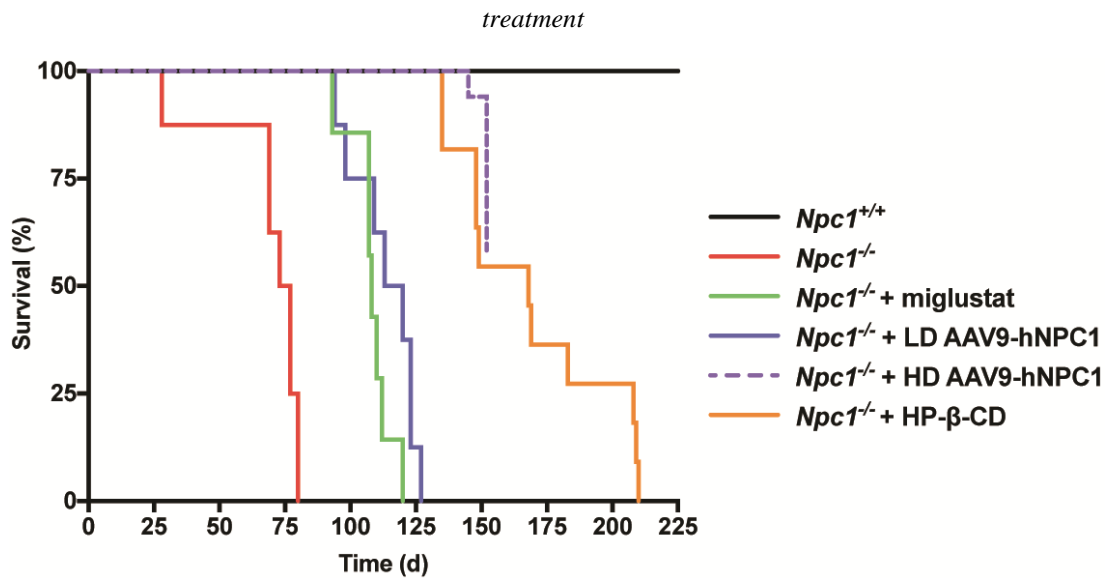 treatment
100
75
50
25
0
Survival (%)
0 25 50 75 100 125 150 175 200 225
Time (d)
Npc1+/+
Npc1-/-
Npc1-/- + miglustat
Npc1-/- + LD AAV9-hNPC1
Npc1-/- + HD AAV9-hNPC1
Npc1-/- + HP-β-CD